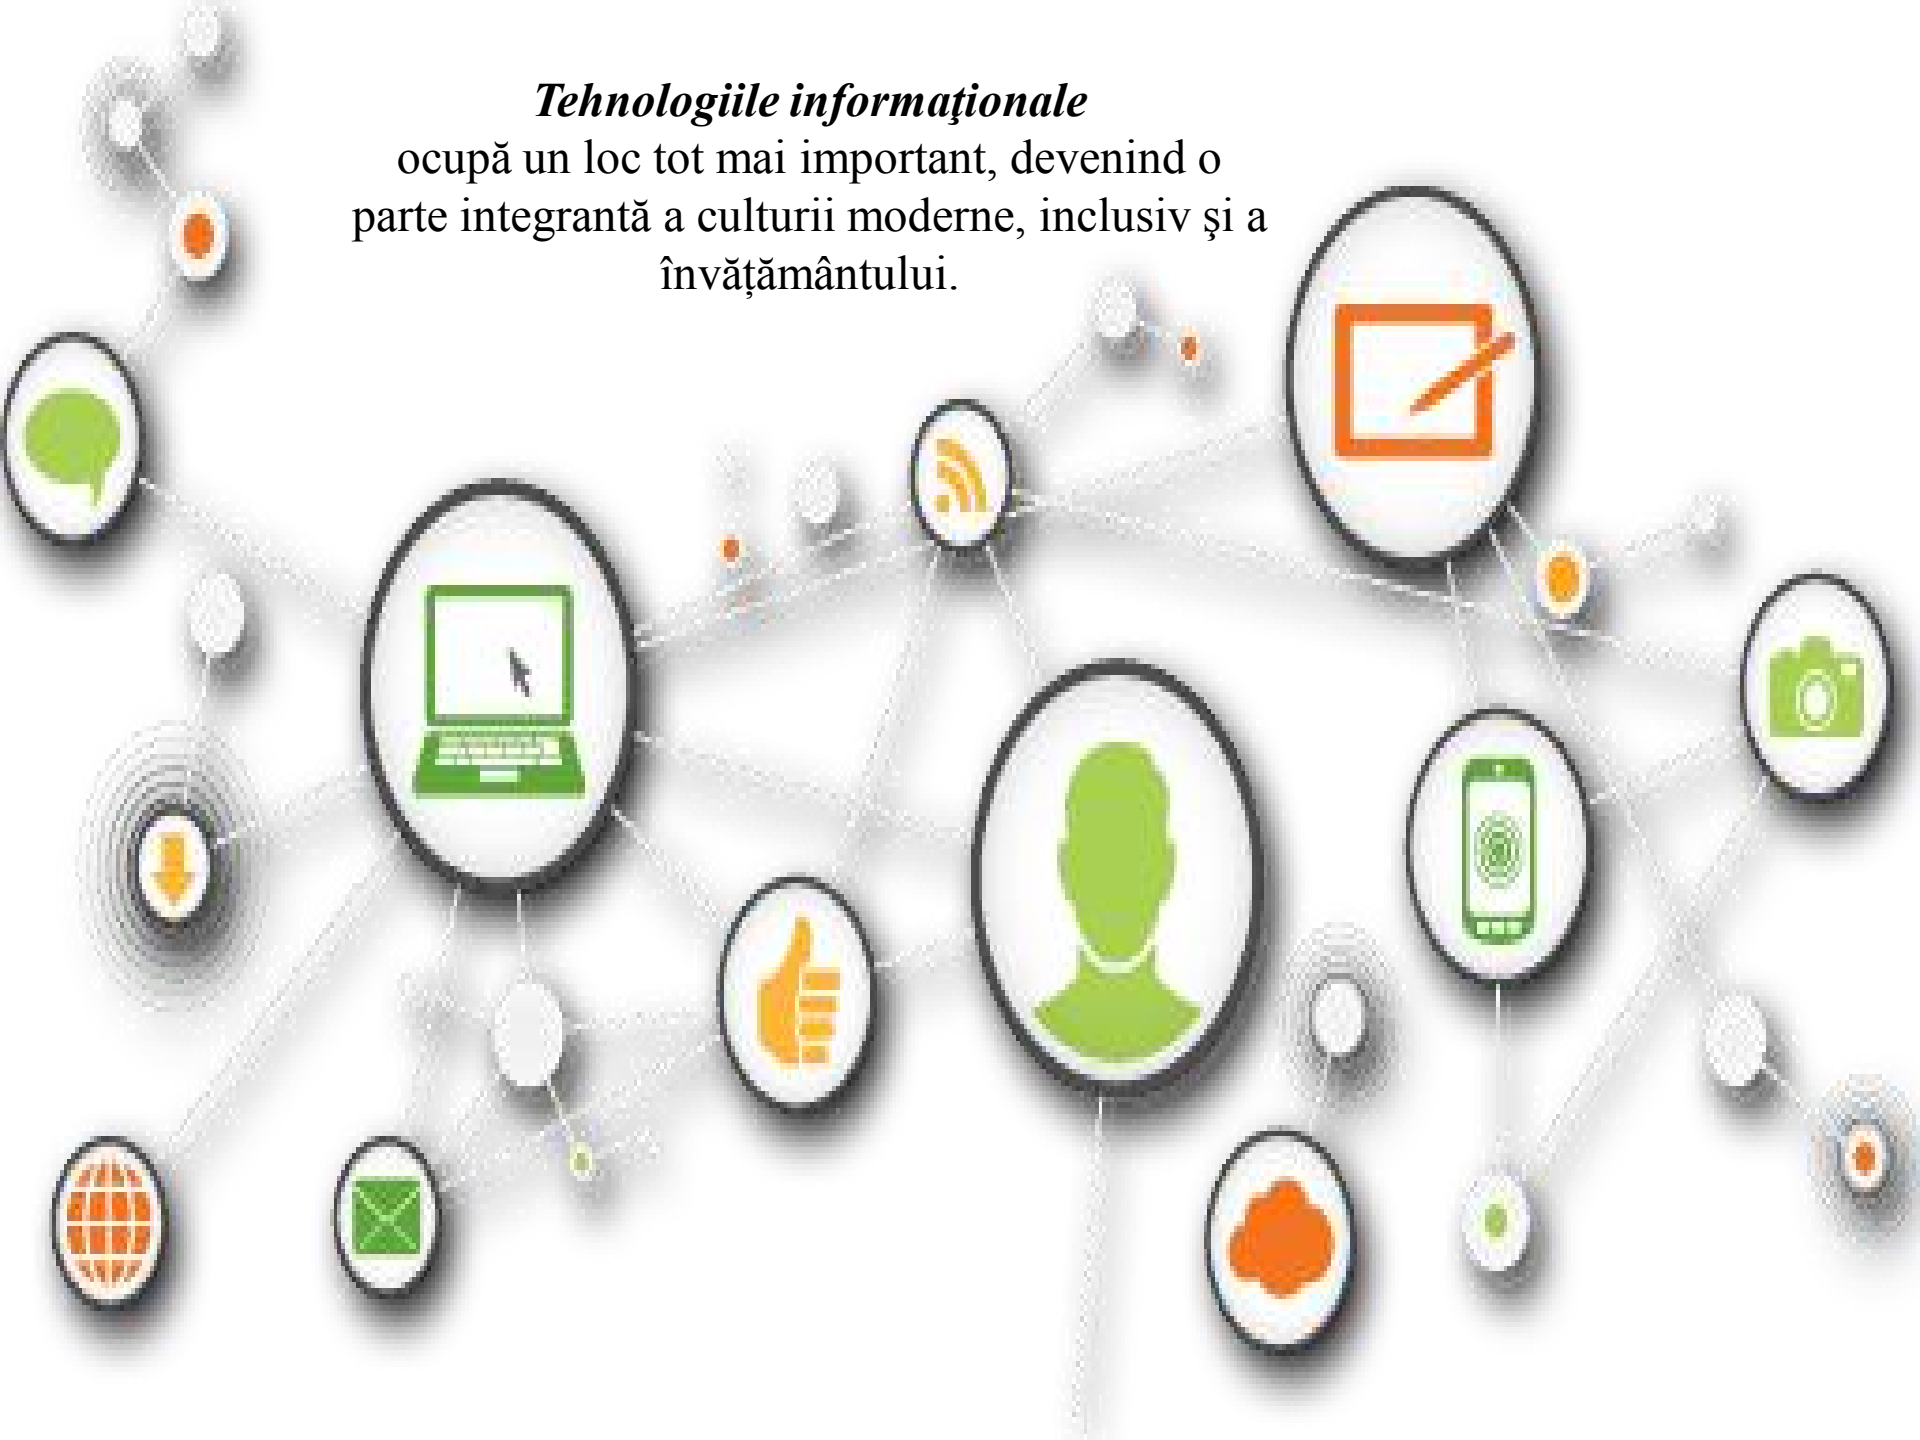 Tehnologiile informaţionale
ocupă un loc tot mai important, devenind o
parte integrantă a culturii moderne, inclusiv şi a
învățământului.